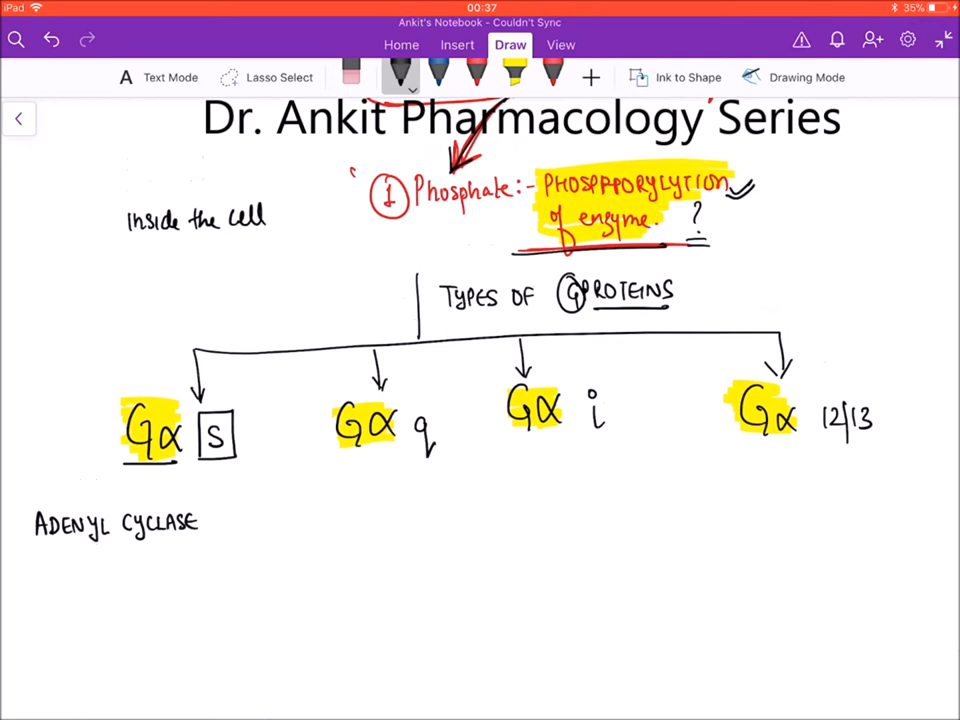 iPad 00:37 35%
Ankit's Notebook - Couldn't Sync
Home Insert Draw View
A Text Mode Lasso Select Ink to Shape Drawing Mode
Dr. Ankit Pharmacology Series
① Phosphate:- PHOSPPPORYLYTION
of enzyme. ?
Inside the cell
TYPES OF G PROTEINS
Gα S Gα q Gα i Gα 12/13
ADENYL CYCLASE